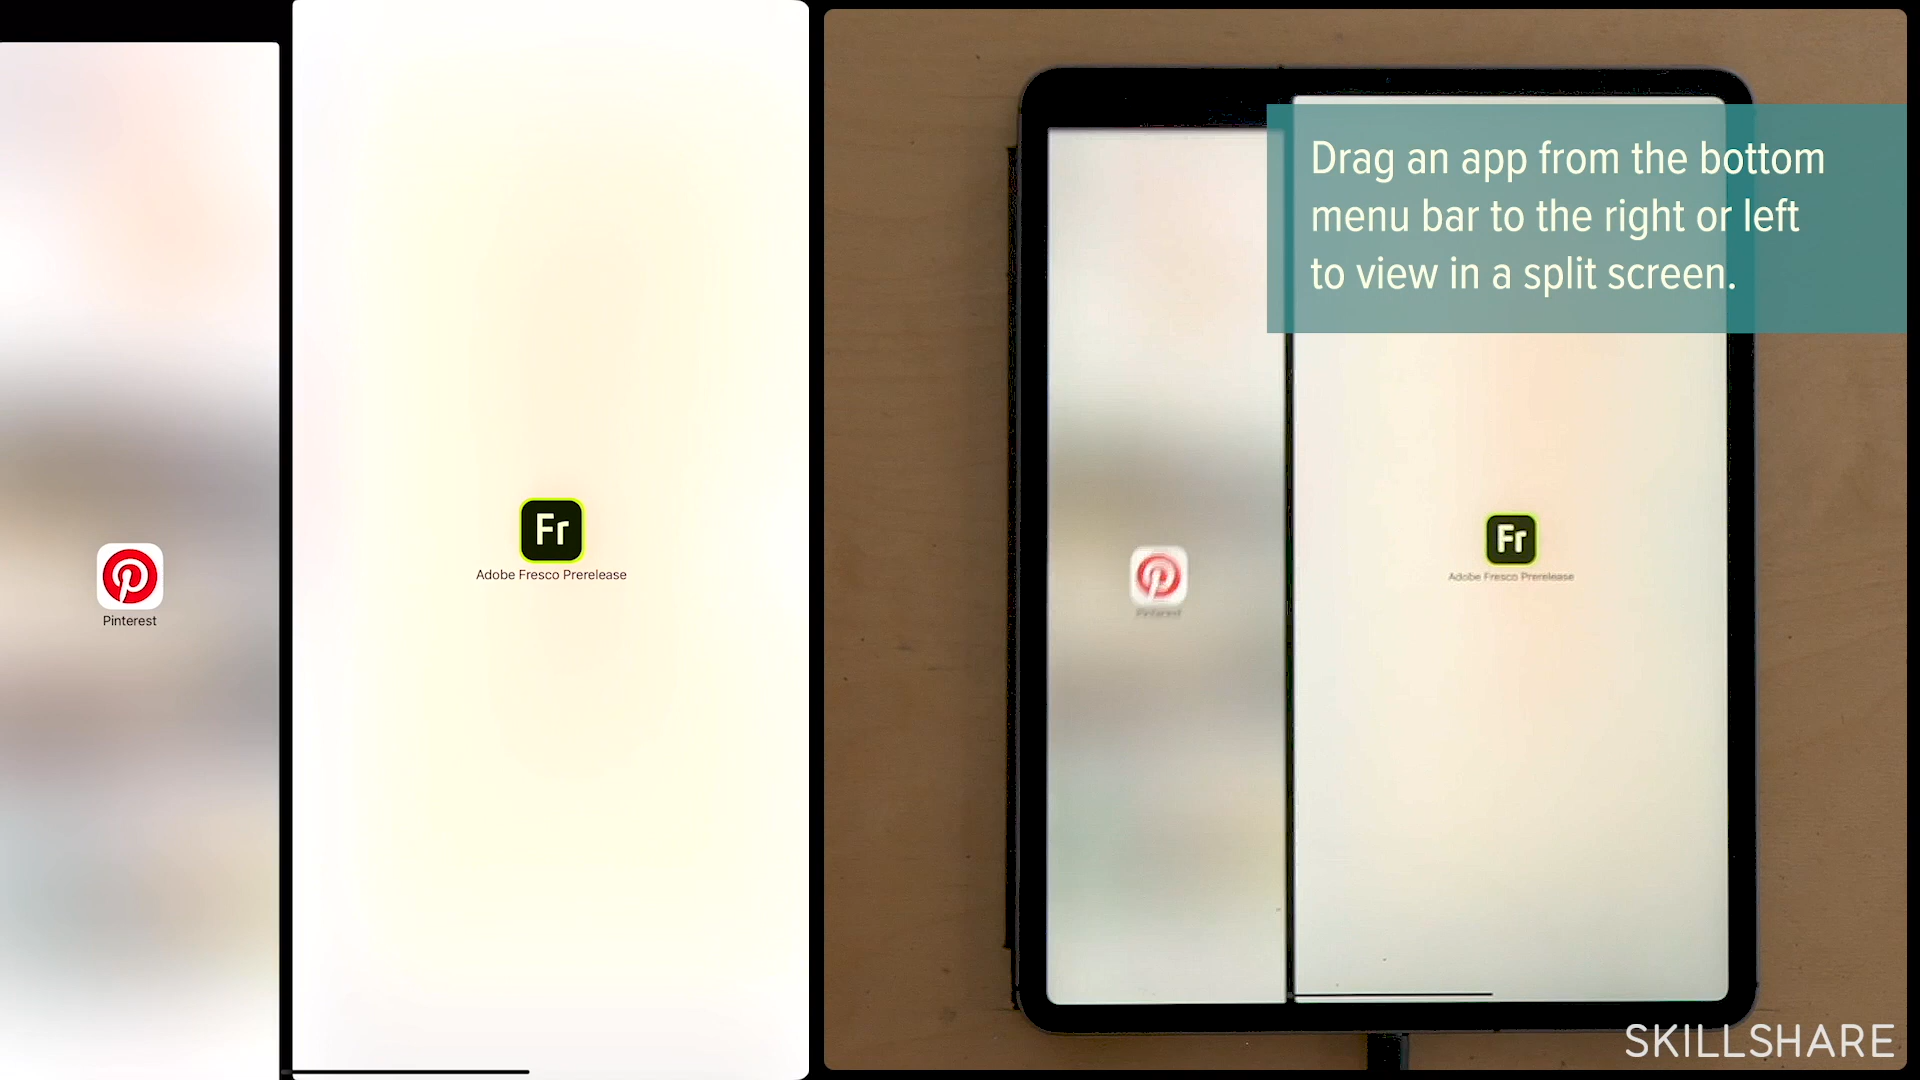 Pinterest
Fr
Adobe Fresco Prerelease
Drag an app from the bottom
menu bar to the right or left
to view in a split screen.
Fr
Adobe Fresco Prerelease
Pinterest
SKILLSHARE